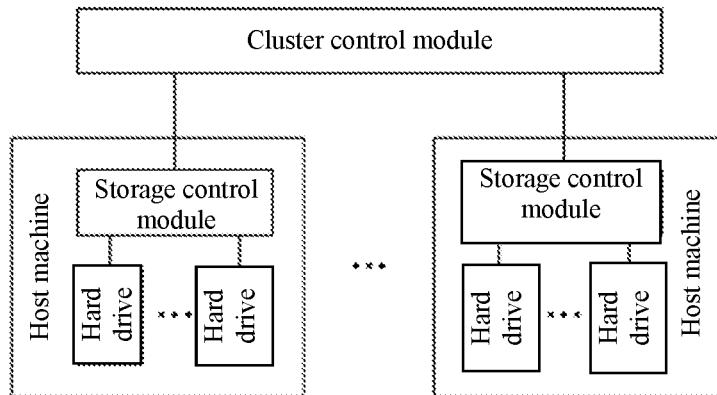 Cluster control module
Host machine
Storage control
module
Hard
drive
Hard
drive
Storage control
module
Hard
drive
Hard
drive
Host machine